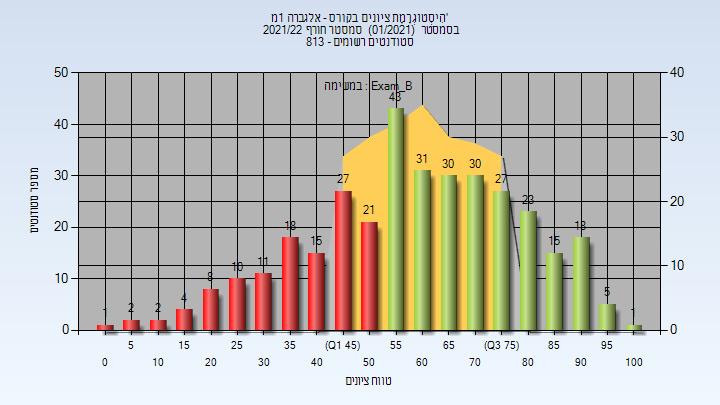 היסטוגרמת ציונים בקורס - אלגברה 1מ'
בסמסטר (01/2021) סמסטר חורף 2021/22
813 - סטודנטים רשומים
במשימה : Exam_B
מספר סטודנטים
50 40 30 20 10 0
40 30 20 10 0
1 2 2 4 8 10 11 18 15 27 21 43 31 30 30 27 23 15 18 5 1
5 15 25 35 (Q1 45) 55 65 (Q3 75) 85 95
0 10 20 30 40 50 60 70 80 90 100
טווח ציונים